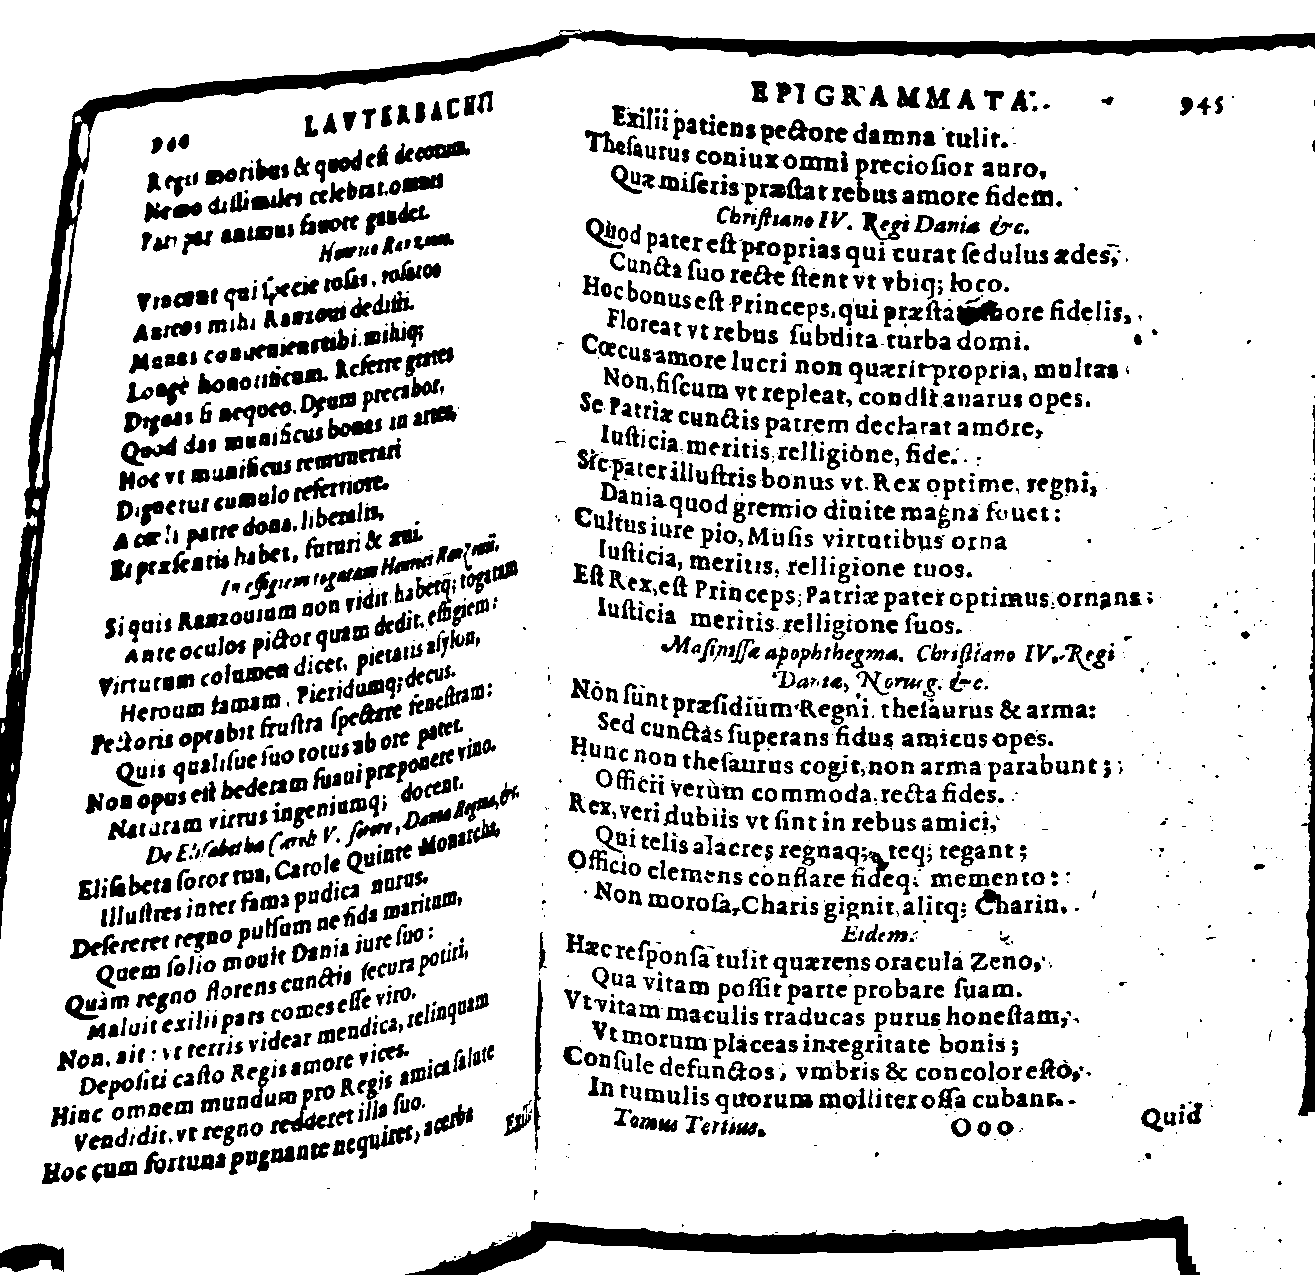 LAVTERBACHII
Regis moribus & quod est decorum.
Nemo dissimiles celebrat. omnis
Pari par animus fauore gaudet.
Henrico Ranzouio.
Vincent qui specie rosas, rosatos
Aureos mihi Ranzoui dedisti.
Munus conueniens tibi, mihiq;
Longè honorificum. Referre grates
Dignas si nequeo. Deum precabor,
Quod das munificus bonas in artes,
Hoc vt munificus remunerari
Dignetur cumulo refertiore.
A cœli patre dona, liberalis,
Et præsentis habet, futuri & æui.
In effigiem togatam Henrici Ranzouii.
Si quis Ranzouium non vidit habetq; togatum
Ante oculos pictor quam dedit, effigiem:
Virtutum columen dicet, pietatis asylon,
Heroum famam, Pieridumq; decus.
Pectoris optabit frustra spectare fenestram:
Quis qualisue suo totus ab ore patet.
Non opus est hederam suaui præponere vino.
Naturam virtus ingeniumq; docent.
De Elisabetha Caroli V. sorore, Dania Regina, &c.
Elisabeta soror tua, Carole Quinte Monarcha,
Illustres inter fama pudica nurus.
Desereret regno pulsum ne fida maritum,
Quem solio mouit Dania iure suo:
Quàm regno florens cunctis secura potiri,
Maluit exilii pars comes esse viro.
Non, ait: vt terris videar mendica, relinquam
Depositi casto Regis amore vices.
Hinc omnem mundum pro Regis amica salute
Vendidit, vt regno redderet illa suo.
Hoc cum fortuna pugnante nequiret, acerba
Exilii
EPIGRAMMATA. 945
Exilii patiens pectore damna tulit.
Thesaurus coniux omni preciosior auro,
Quæ miseris præstat rebus amore fidem.
Christiano IV. Regi Dania &c.
Quod pater est proprias qui curat sedulus ædes,
Cuncta suo recte stent vt vbiq; loco.
Hoc bonus est Princeps, qui præstat more fidelis,
Floreat vt rebus subdita turba domi.
Cœcus amore lucri non quærit propria, multas
Non, fiscum vt repleat, condit auarus opes.
Se Patriæ cunctis patrem declarat amóre,
Iusticia meritis relligióne, fide.
Sic pater illustris bonus vt Rex optime, regni,
Dania quod gremio diuite magna fouet:
Cultus iure pio, Musis virtutibus orna
Iusticia, meritis, relligione tuos.
Est Rex, est Princeps, Patriæ pater optimus, ornans:
Iusticia meritis relligione suos.
Masinissæ apophthegma. Christiano IV. Regi
Dania, Norueg. &c.
Non sunt præsidium Regni thesaurus & arma:
Sed cunctas superans fidus amicus opes.
Hunc non thesaurus cogit, non arma parabunt;
Officii verùm commoda, recta fides.
Rex, veri dubiis vt sint in rebus amici,
Qui telis alacres regnaq; teq; tegant;
Officio clemens conflare fideq; memento:
Non morosa, Charis gignit, alitq; Charin.
Eidem.
Hæc responsa tulit quærens oracula Zeno,
Qua vitam possit parte probare suam.
Vt vitam maculis traducas purus honestam,
Vt morum placeas integritate bonis;
Consule defunctos, vmbris & concolor esto,
In tumulis quorum molliter ossa cubant.
Tomus Tertius. Ooo Quid